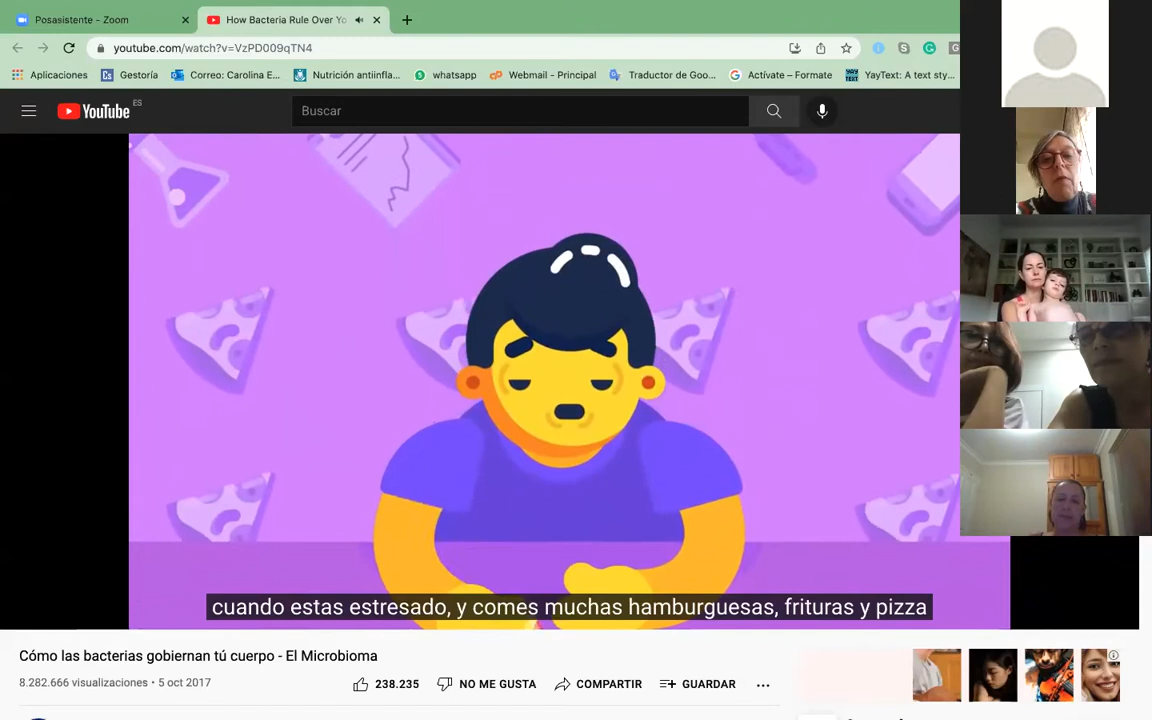 Posasistente - Zoom
How Bacteria Rule Over Yo
youtube.com/watch?v=VzPD009qTN4
Aplicaciones
Gestoría
Correo: Carolina E...
Nutrición antiinfla...
whatsapp
Webmail - Principal
Traductor de Goo...
Actívate – Formate
YayText: A text sty...
YouTube ES
Buscar
cuando estas estresado, y comes muchas hamburguesas, frituras y pizza
Cómo las bacterias gobiernan tú cuerpo - El Microbioma
8.282.666 visualizaciones • 5 oct 2017
238.235
NO ME GUSTA
COMPARTIR
GUARDAR